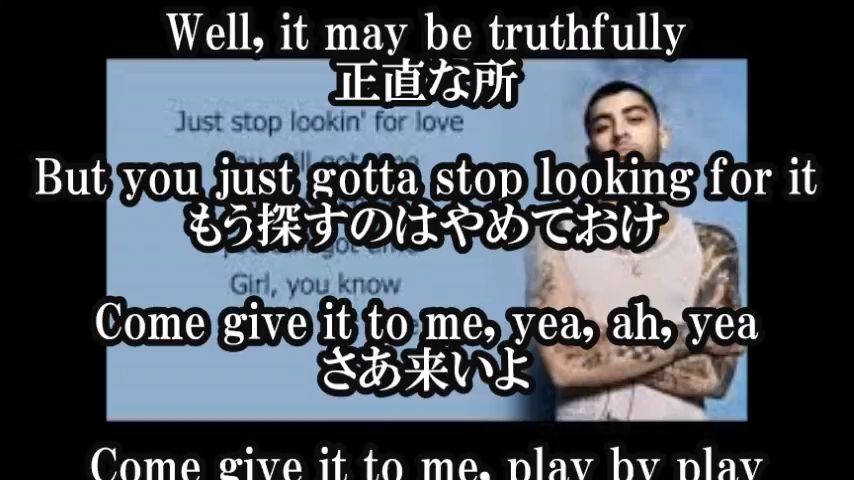 Well, it may be truthfully
正直な所
Just stop lookin' for love
But you just gotta stop looking for it
もう探すのはやめておけ
Girl, you know
Come give it to me, yea, ah, yea
さあ来いよ
Come give it to me, play by play